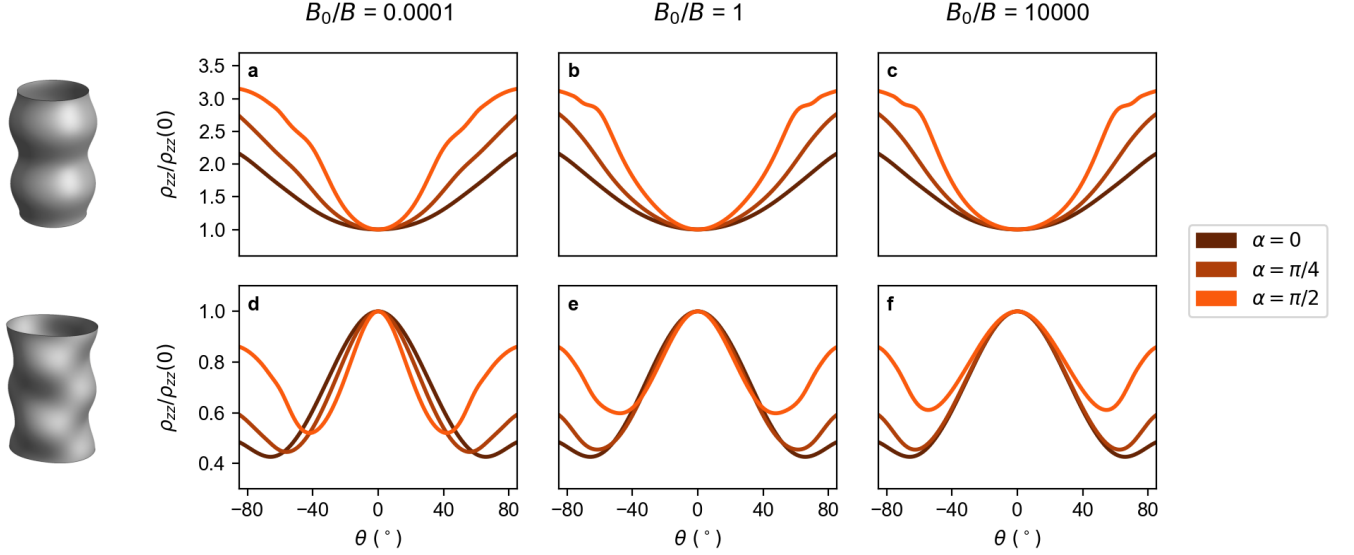 B₀/B = 0.0001 B₀/B = 1 B₀/B = 10000
a b c
3.5
3.0
2.5
2.0
1.5
1.0
ρzz/ρzz(0)
α = 0
α = π/4
α = π/2
d e f
1.0
0.8
0.6
0.4
ρzz/ρzz(0)
−80 −40 0 40 80 −80 −40 0 40 80 −80 −40 0 40 80
θ (°) θ (°) θ (°)